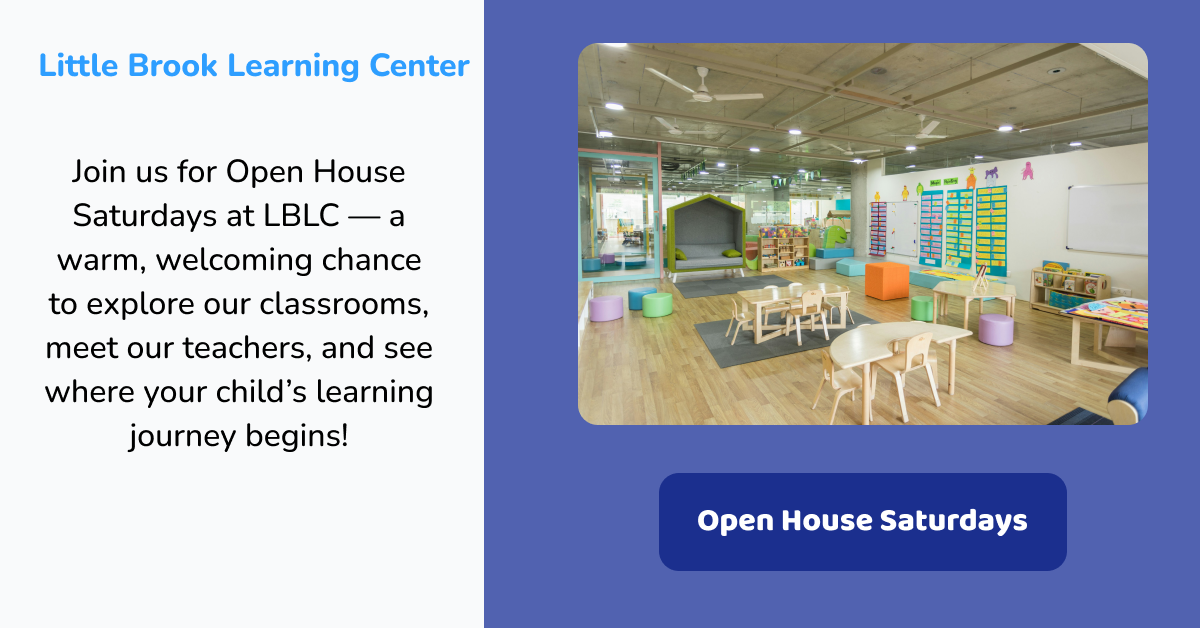 Little Brook Learning Center
Join us for Open House
Saturdays at LBLC — a
warm, welcoming chance
to explore our classrooms,
meet our teachers, and see
where your child’s learning
journey begins!
Open House Saturdays